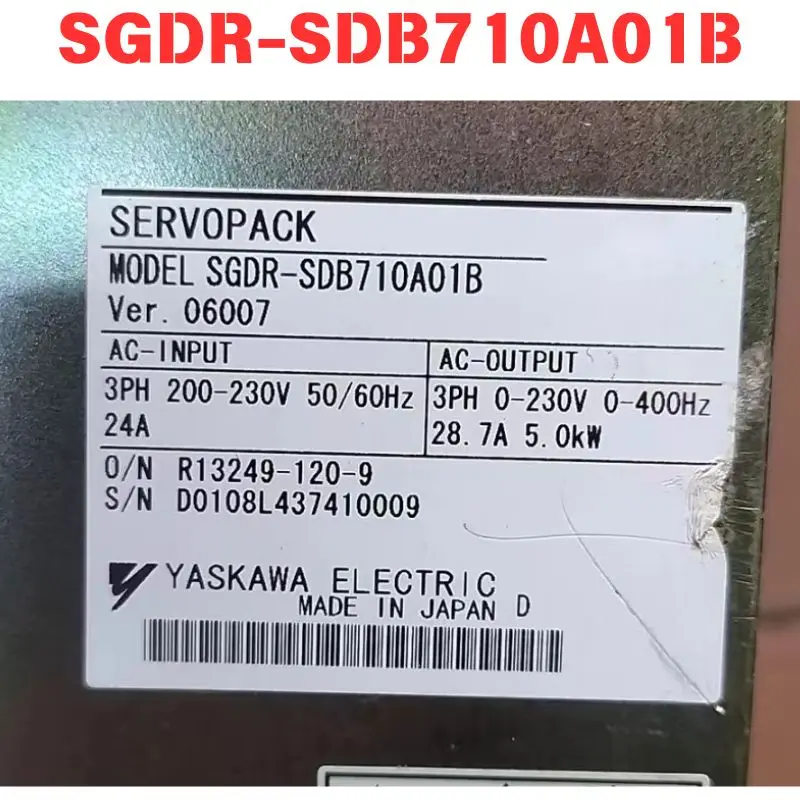 SGDR-SDB710A01B
SERVOPACK
MODEL SGDR-SDB710A01B
Ver. 06007
AC-INPUT
3PH 200-230V 50/60Hz
24A
AC-OUTPUT
3PH 0-230V 0-400Hz
28.7A 5.0kW
O/N R13249-120-9
S/N D0108L437410009
YASKAWA ELECTRIC
MADE IN JAPAN D